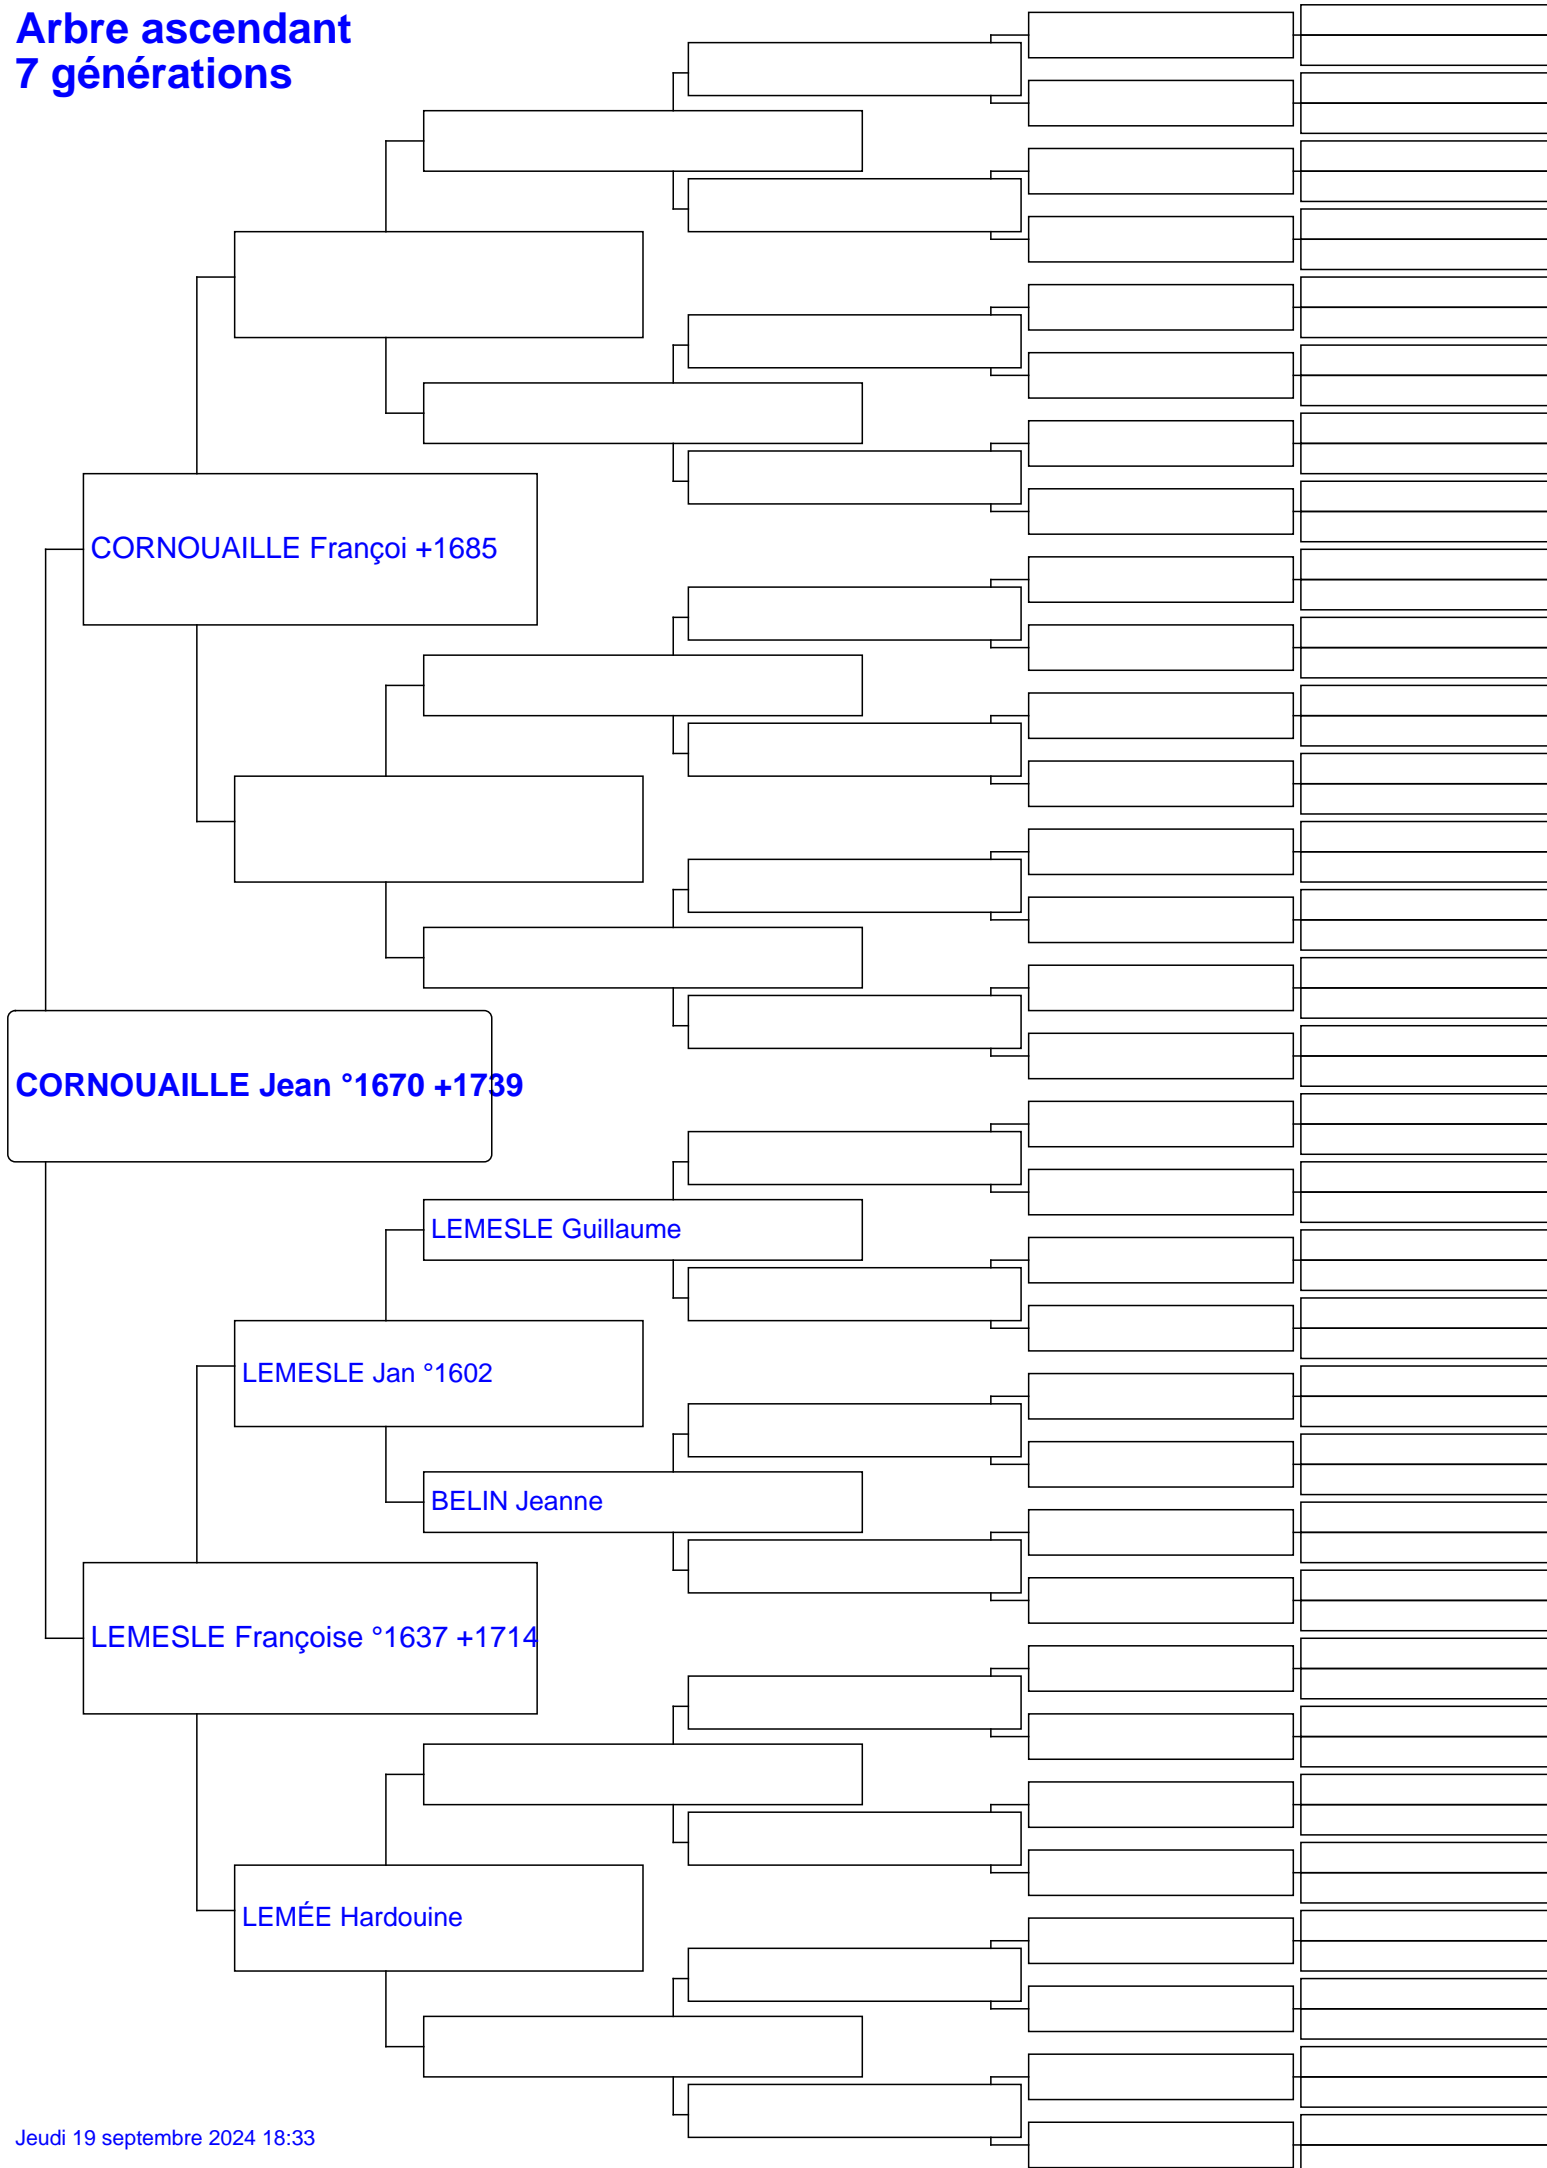 Arbre ascendant
7 générations
CORNOUAILLE Françoi +1685
CORNOUAILLE Jean °1670 +1739
LEMESLE Guillaume
LEMESLE Jan °1602
BELIN Jeanne
LEMESLE Françoise °1637 +1714
LEMÉE Hardouine
Jeudi 19 septembre 2024 18:33